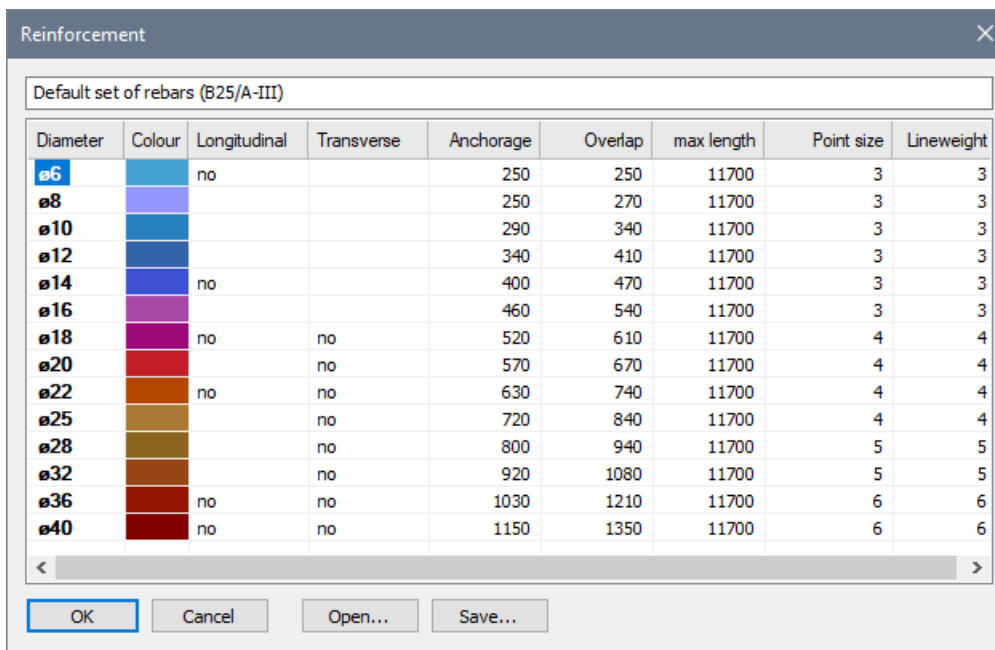 Reinforcement
Default set of rebars (B25/A-III)
Diameter Colour Longitudinal Transverse Anchorage Overlap max length Point size Lineweight
ø6 no 250 250 11700 3 3
ø8 250 270 11700 3 3
ø10 290 340 11700 3 3
ø12 340 410 11700 3 3
ø14 no 400 470 11700 3 3
ø16 460 540 11700 3 3
ø18 no no 520 610 11700 4 4
ø20 no 570 670 11700 4 4
ø22 no no 630 740 11700 4 4
ø25 no 720 840 11700 4 4
ø28 no 800 940 11700 5 5
ø32 no 920 1080 11700 5 5
ø36 no no 1030 1210 11700 6 6
ø40 no no 1150 1350 11700 6 6
OK Cancel Open... Save...